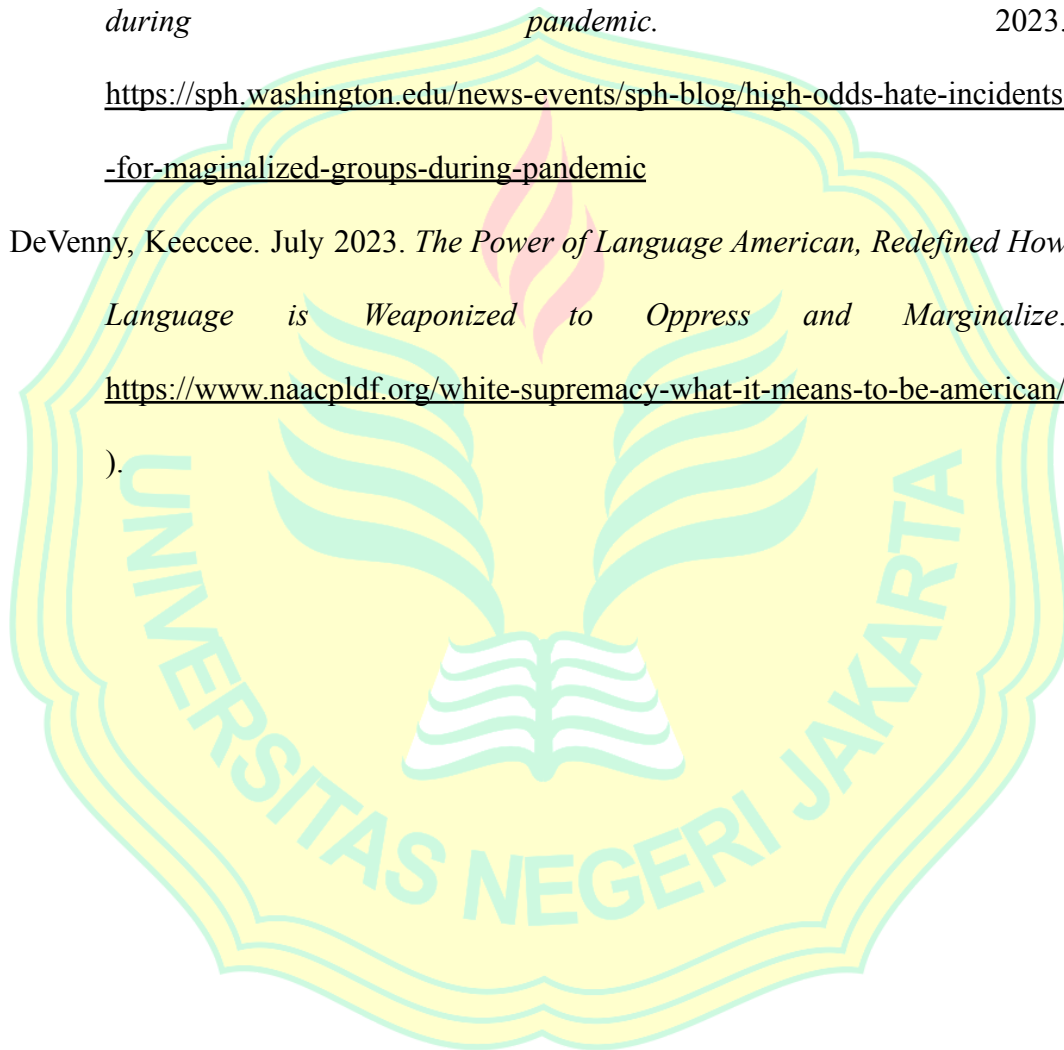 during pandemic. 2023.
https://sph.washington.edu/news-events/sph-blog/high-odds-hate-incidents
-for-maginalized-groups-during-pandemic
DeVenny, Keeccee. July 2023. The Power of Language American, Redefined How
Language is Weaponized to Oppress and Marginalize.
https://www.naacpldf.org/white-supremacy-what-it-means-to-be-american/
).
UNIVERSITAS NEGERI JAKARTA